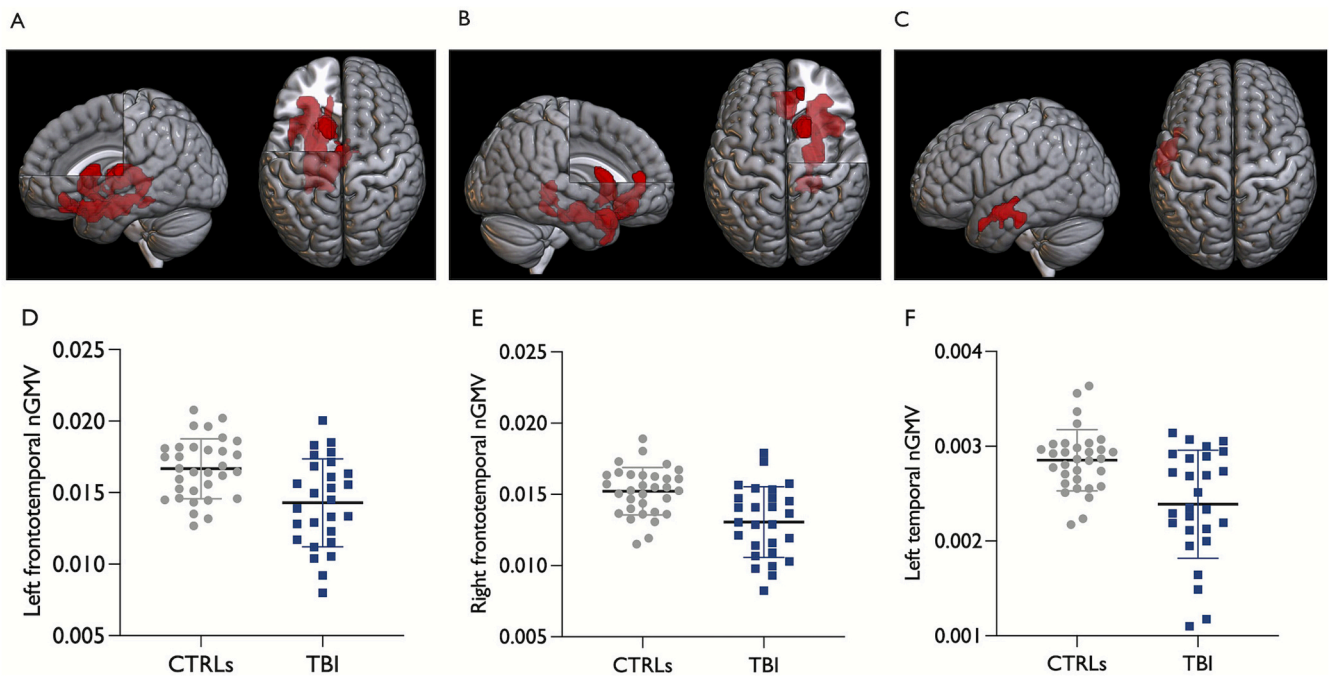 A
B
C
D
Left frontotemporal nGMV
0.025
0.020
0.015
0.010
0.005
CTRLs
TBI
E
Right frontotemporal nGMV
0.025
0.020
0.015
0.010
0.005
CTRLs
TBI
F
Left temporal nGMV
0.004
0.003
0.002
0.001
CTRLs
TBI